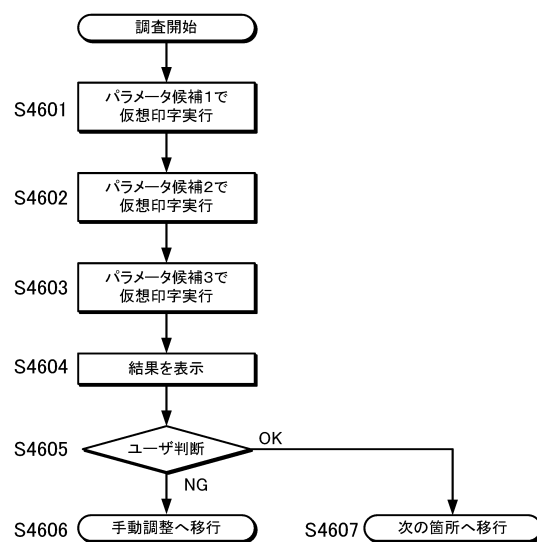 調査開始
S4601
パラメータ候補1で
仮想印字実行
S4602
パラメータ候補2で
仮想印字実行
S4603
パラメータ候補3で
仮想印字実行
S4604
結果を表示
S4605
ユーザ判断
OK
NG
S4606
手動調整へ移行
S4607
次の箇所へ移行